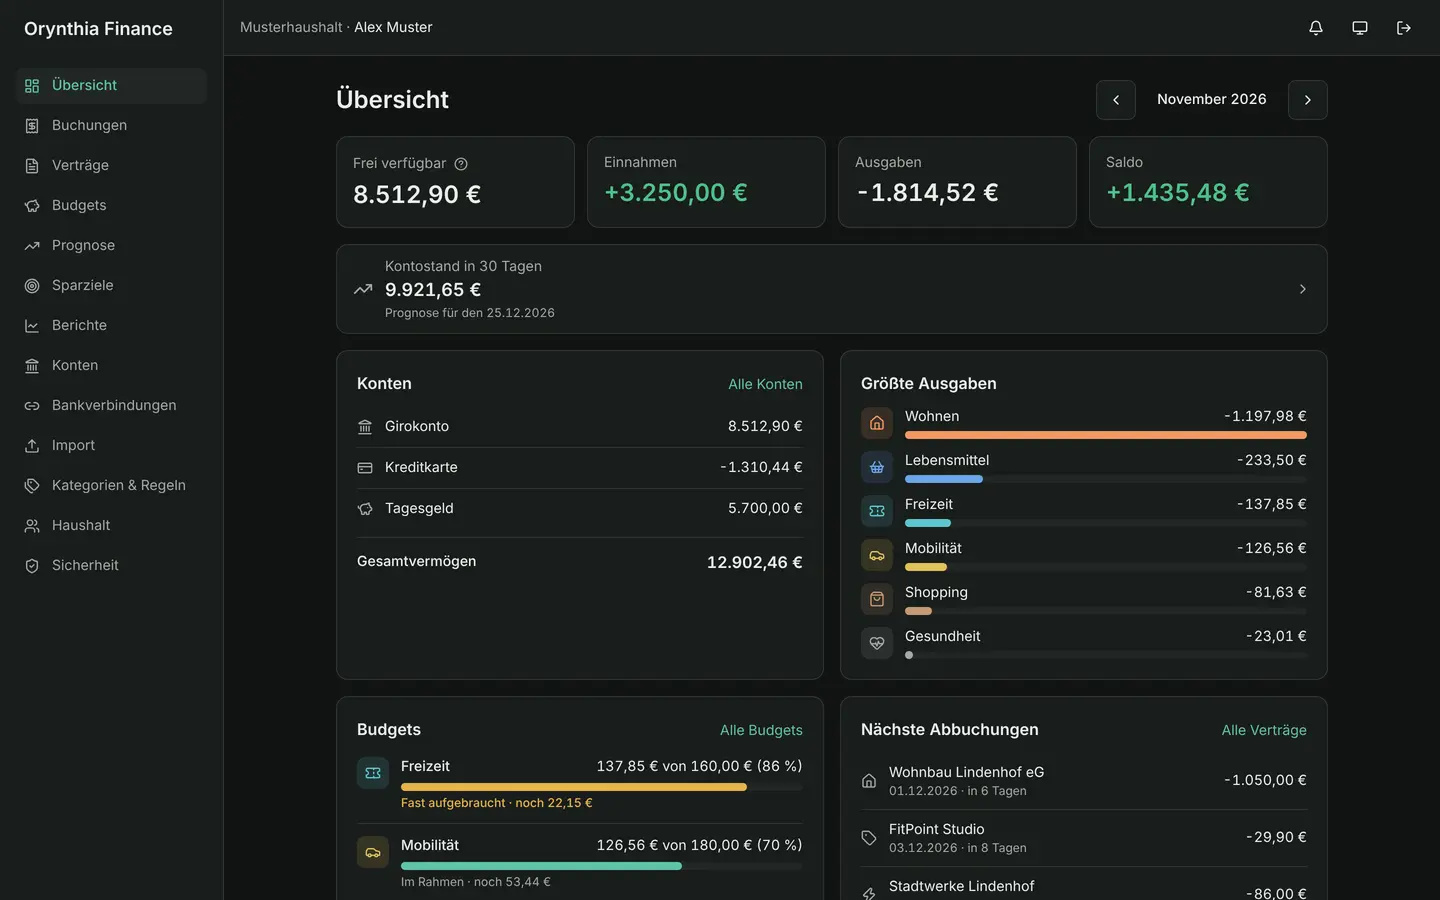 Orynthia Finance
Musterhaushalt · Alex Muster
Übersicht
Buchungen
Verträge
Budgets
Prognose
Sparziele
Berichte
Konten
Bankverbindungen
Import
Kategorien & Regeln
Haushalt
Sicherheit
Übersicht
November 2026
Frei verfügbar
8.512,90 €
Einnahmen
+3.250,00 €
Ausgaben
-1.814,52 €
Saldo
+1.435,48 €
Kontostand in 30 Tagen
9.921,65 €
Prognose für den 25.12.2026
Konten
Alle Konten
Girokonto 8.512,90 €
Kreditkarte -1.310,44 €
Tagesgeld 5.700,00 €
Gesamtvermögen 12.902,46 €
Größte Ausgaben
Wohnen -1.197,98 €
Lebensmittel -233,50 €
Freizeit -137,85 €
Mobilität -126,56 €
Shopping -81,63 €
Gesundheit -23,01 €
Budgets
Alle Budgets
Freizeit 137,85 € von 160,00 € (86 %)
Fast aufgebraucht · noch 22,15 €
Mobilität 126,56 € von 180,00 € (70 %)
Im Rahmen · noch 53,44 €
Nächste Abbuchungen
Alle Verträge
Wohnbau Lindenhof eG -1.050,00 €
01.12.2026 · in 6 Tagen
FitPoint Studio -29,90 €
03.12.2026 · in 8 Tagen
Stadtwerke Lindenhof -86,00 €